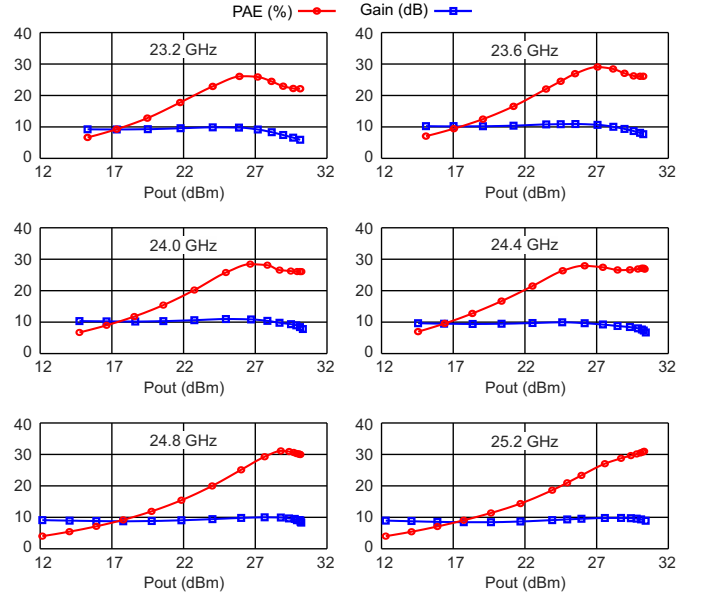 PAE (%) Gain (dB)
40 23.2 GHz 40 23.6 GHz
30 30
20 20
10 10
0 0
12 17 22 27 32 12 17 22 27 32
Pout (dBm) Pout (dBm)
40 24.0 GHz 40 24.4 GHz
30 30
20 20
10 10
0 0
12 17 22 27 32 12 17 22 27 32
Pout (dBm) Pout (dBm)
40 24.8 GHz 40 25.2 GHz
30 30
20 20
10 10
0 0
12 17 22 27 32 12 17 22 27 32
Pout (dBm) Pout (dBm)